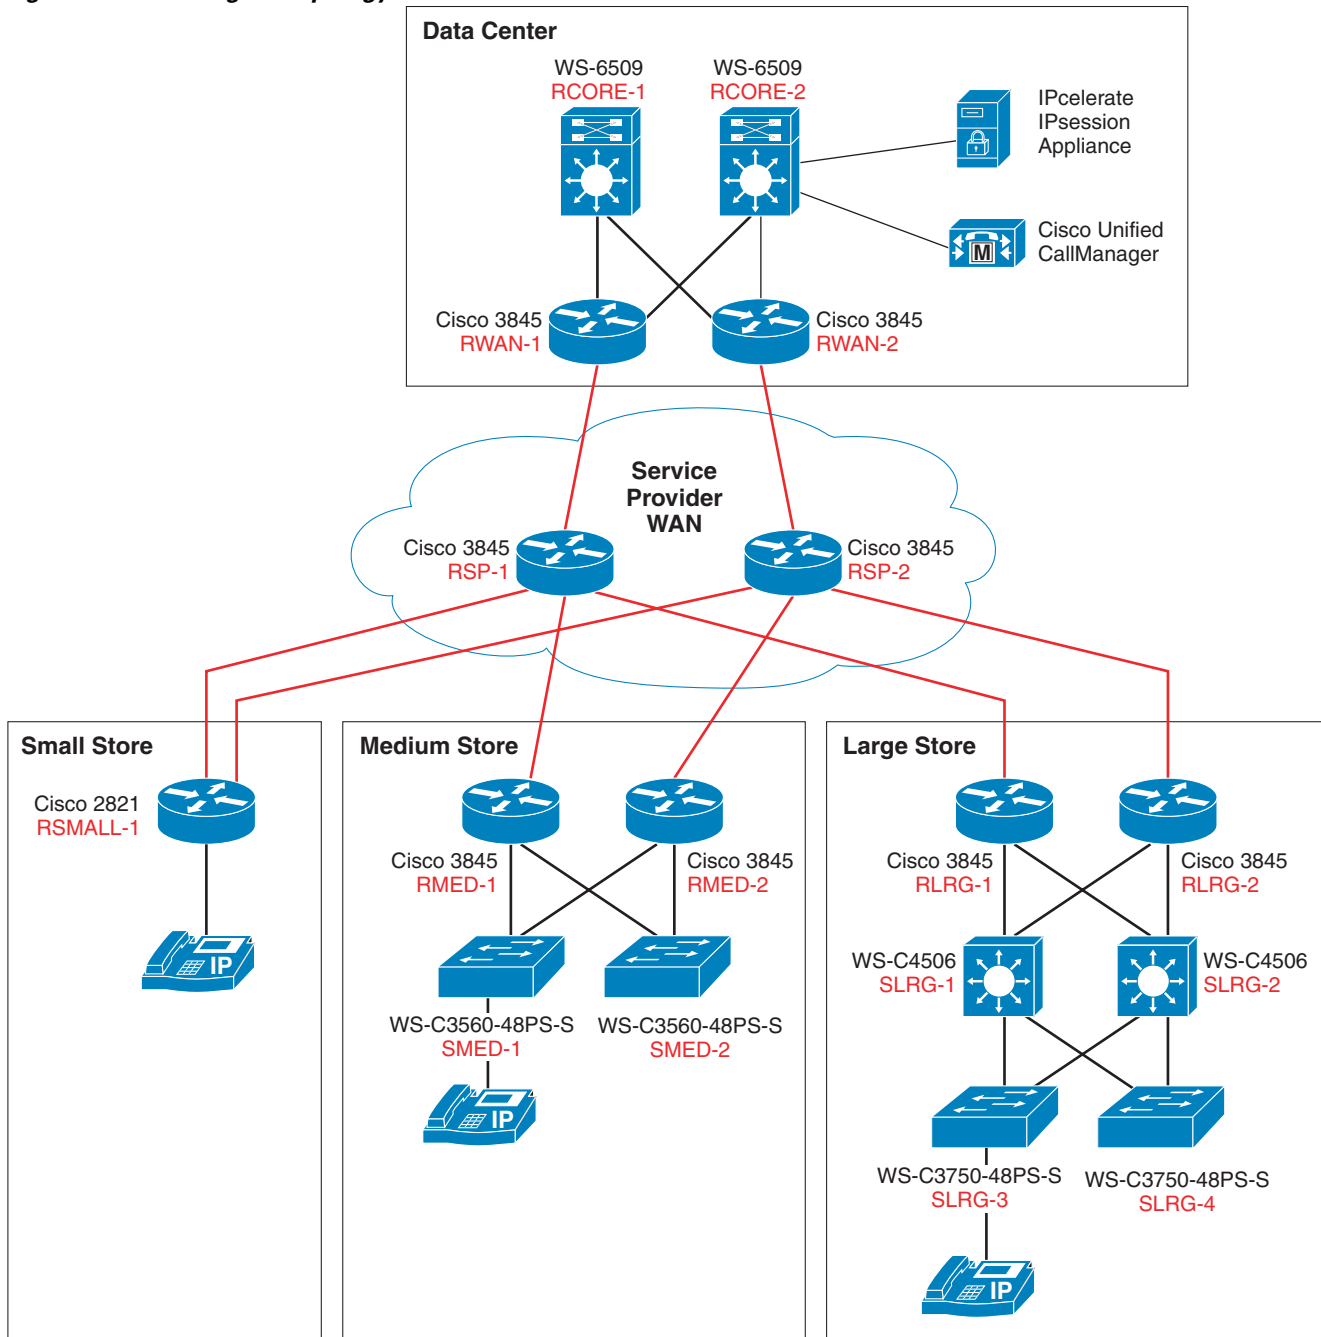 Data Center
WS-6509
RCORE-1
WS-6509
RCORE-2
IPcelerate
IPsession
Appliance
Cisco Unified
CallManager
M
Cisco 3845
RWAN-1
Cisco 3845
RWAN-2
Service
Provider
WAN
Cisco 3845
RSP-1
Cisco 3845
RSP-2
Small Store
Cisco 2821
RSMALL-1
IP
Medium Store
Cisco 3845
RMED-1
Cisco 3845
RMED-2
WS-C3560-48PS-S
SMED-1
WS-C3560-48PS-S
SMED-2
IP
Large Store
Cisco 3845
RLRG-1
Cisco 3845
RLRG-2
WS-C4506
SLRG-1
WS-C4506
SLRG-2
WS-C3750-48PS-S
SLRG-3
WS-C3750-48PS-S
SLRG-4
IP